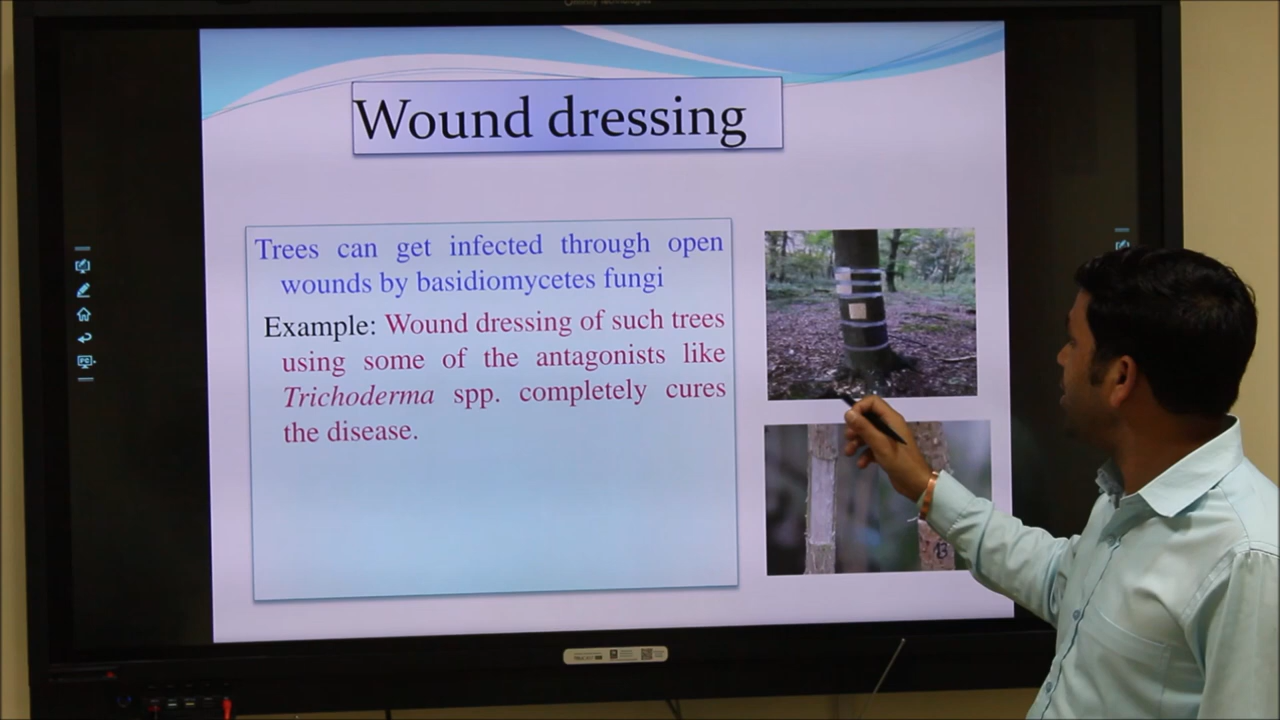 Wound dressing
Trees can get infected through open
wounds by basidiomycetes fungi
Example: Wound dressing of such trees
using some of the antagonists like
Trichoderma spp. completely cures
the disease.